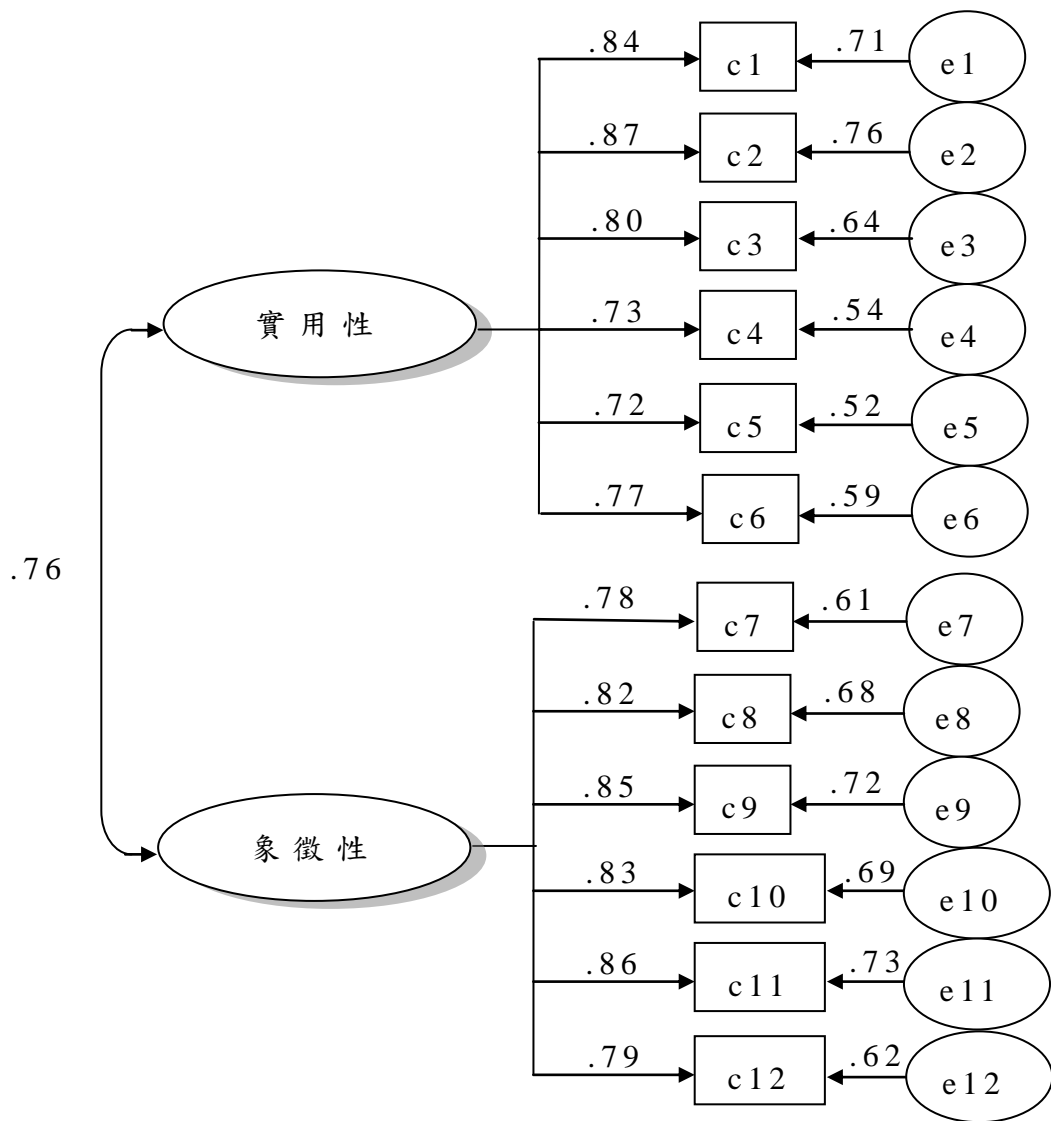 .84 c1 .71 e1
.87 c2 .76 e2
.80 c3 .64 e3
實用性
.73 c4 .54 e4
.72 c5 .52 e5
.77 c6 .59 e6
.76
.78 c7 .61 e7
.82 c8 .68 e8
.85 c9 .72 e9
象徵性
.83 c10 .69 e10
.86 c11 .73 e11
.79 c12 .62 e12